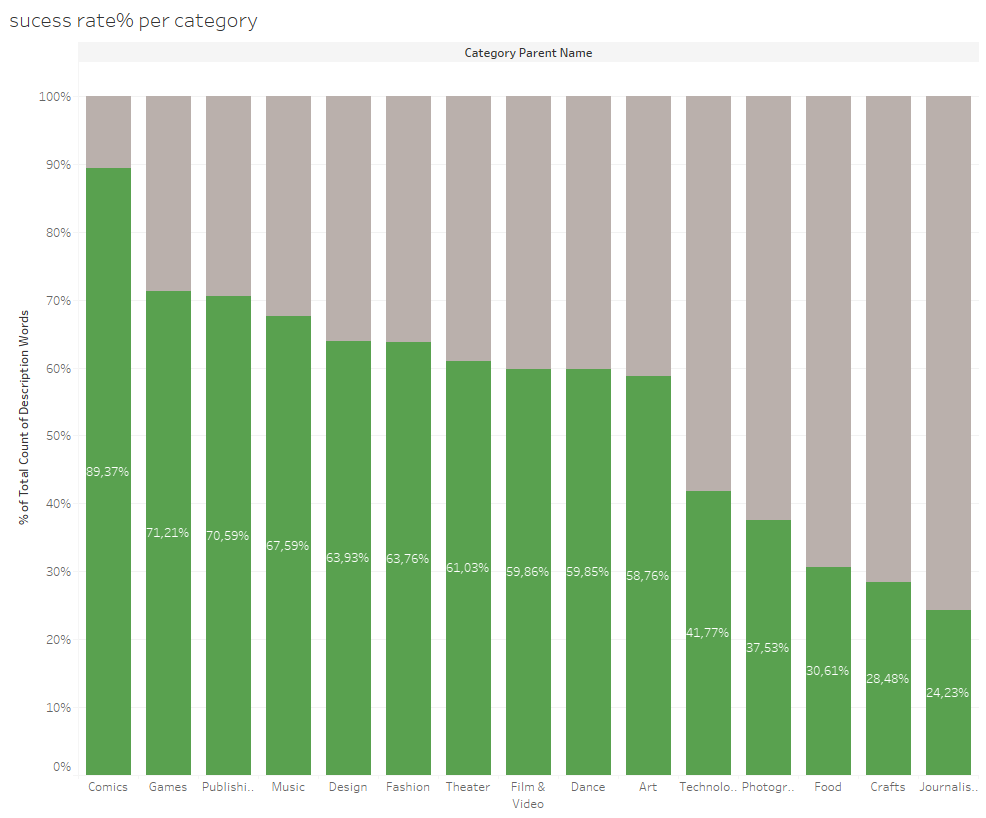 sucess rate% per category
Category Parent Name
% of Total Count of Description Words
100%
90%
80%
70%
60%
50%
40%
30%
20%
10%
0%
89,37%
71,21%
70,59%
67,59%
63,93%
63,76%
61,03%
59,86%
59,85%
58,76%
41,77%
37,53%
30,61%
28,48%
24,23%
Comics
Games
Publishi..
Music
Design
Fashion
Theater
Film &
Video
Dance
Art
Technolo..
Photogr..
Food
Crafts
Journalis..